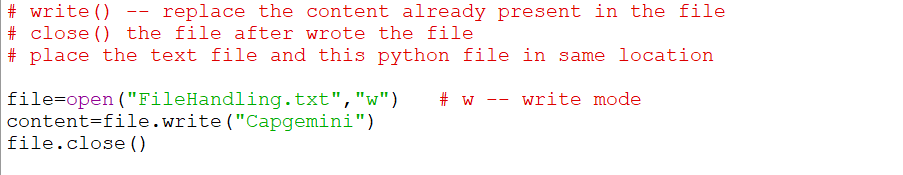 # write() -- replace the content already present in the file
# close() the file after wrote the file
# place the text file and this python file in same location
file=open("FileHandling.txt","w")   # w -- write mode
content=file.write("Capgemini")
file.close()